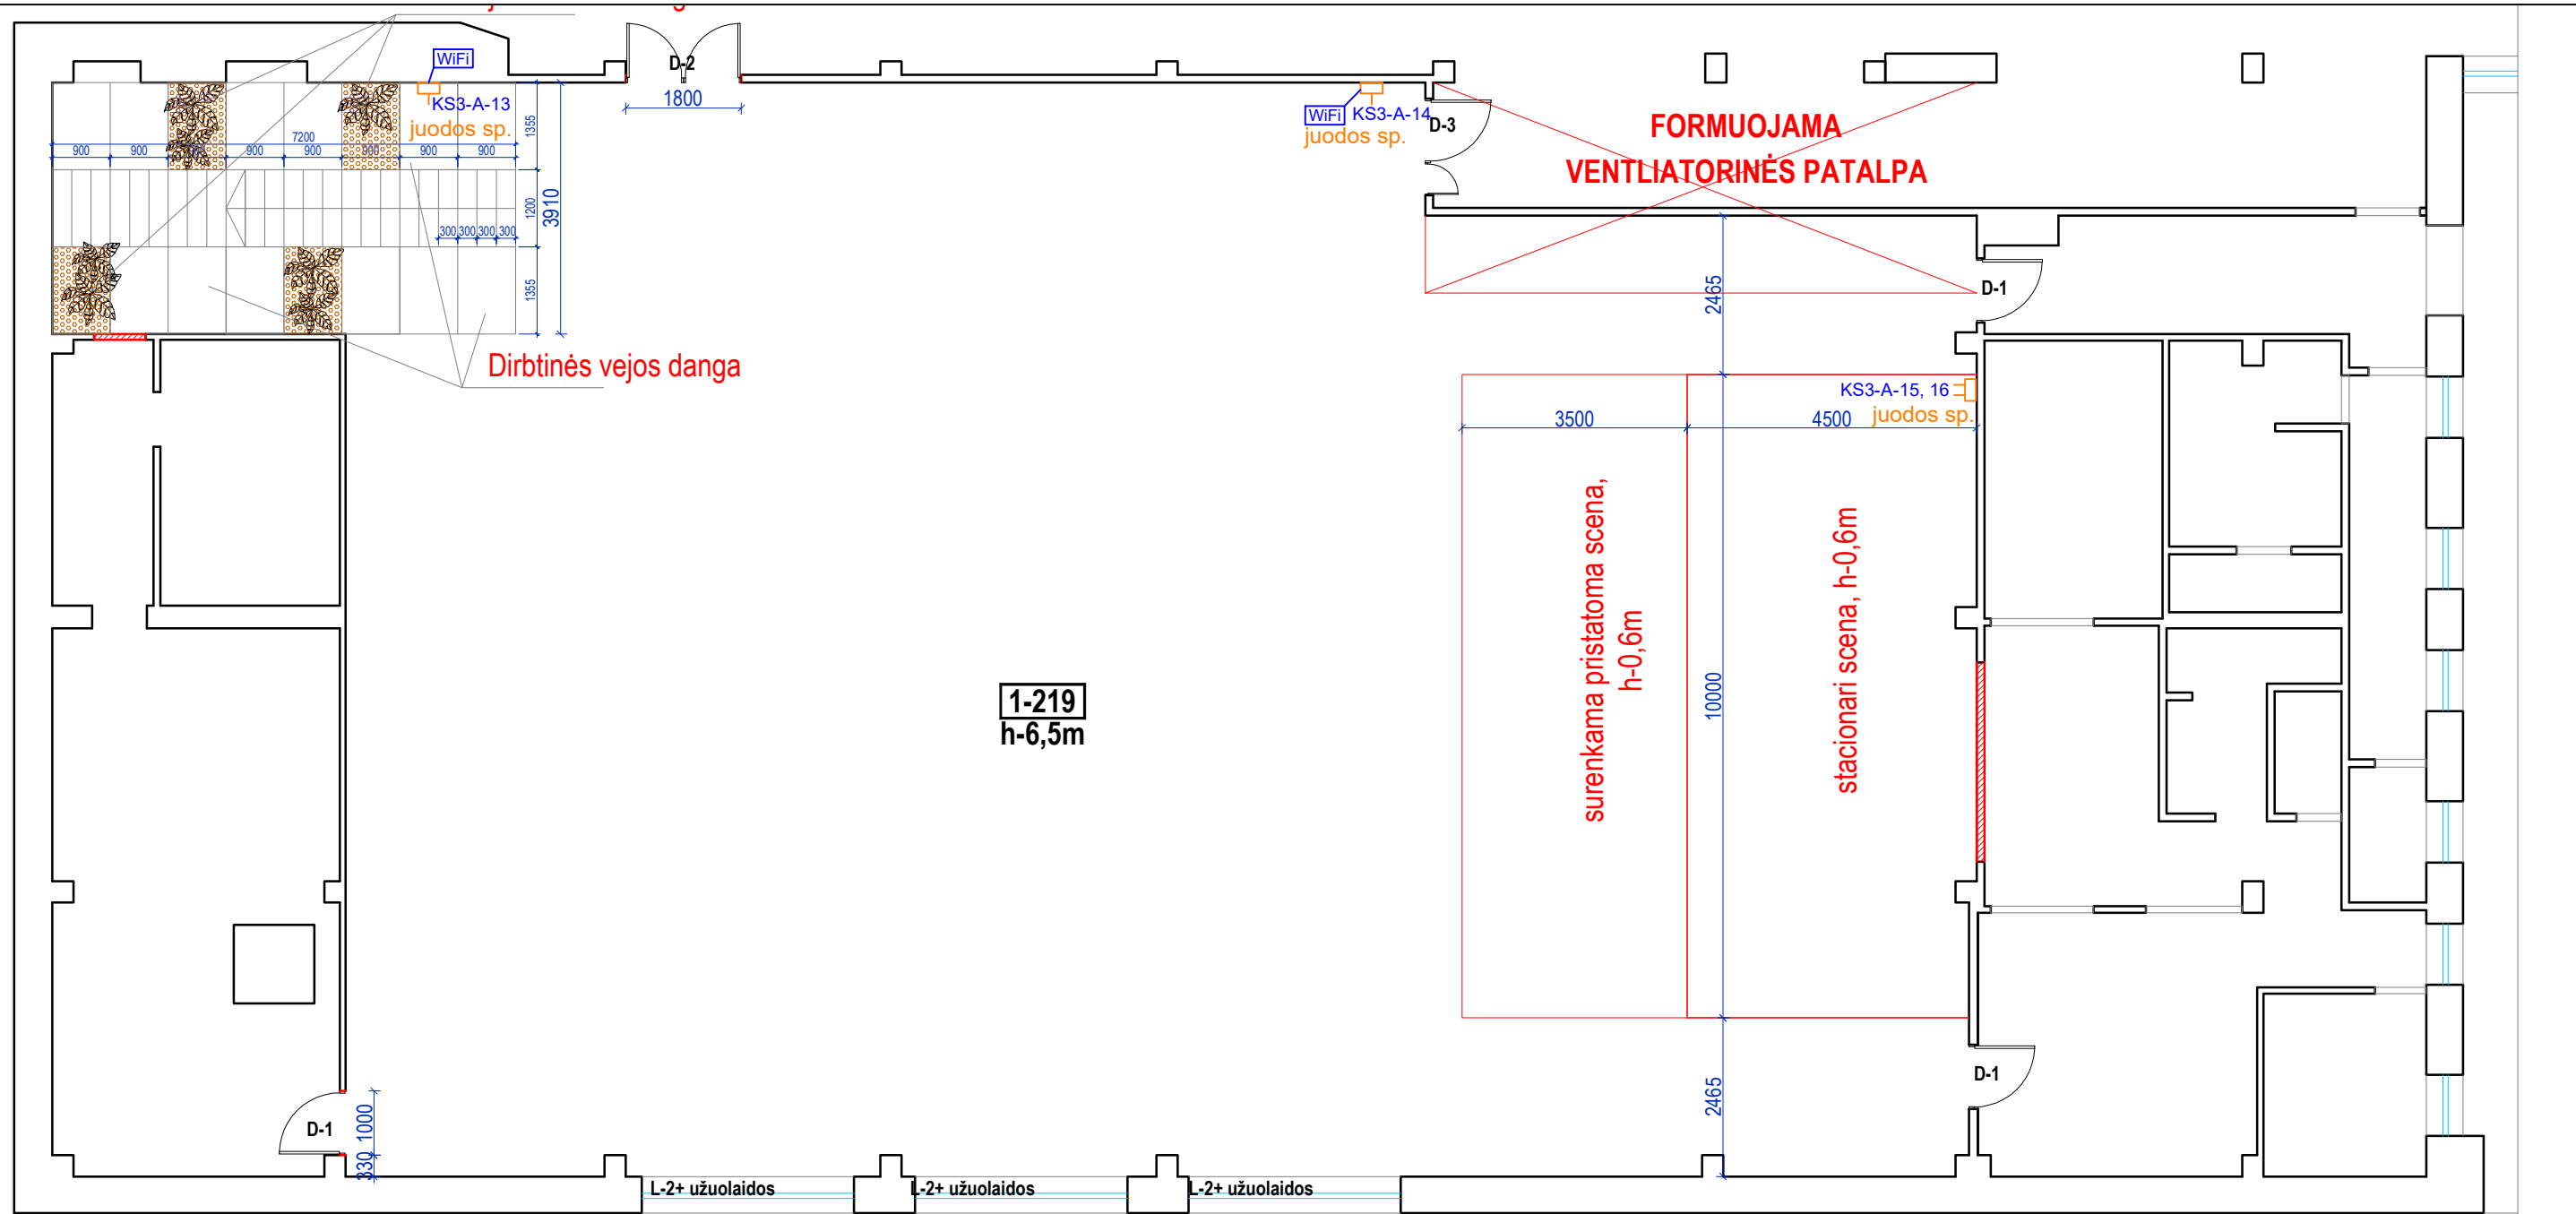 WiFi
KS3-A-13
juodos sp.
D-2
1800
WiFi KS3-A-14
juodos sp.
D-3
FORMUOJAMA
VENTLIATORINĖS PATALPA
7200
900 900 900 900 900 900 900
1355
1200
1355
3910
300 300 300 300
Dirbtinės vejos danga
2465
D-1
KS3-A-15, 16
juodos sp.
3500
4500
surenkama pristatoma scena,
h-0,6m
stacionari scena, h-0,6m
10000
1-219
h-6,5m
2465
D-1
D-1
1000
330
L-2+ užuolaidos
L-2+ užuolaidos
L-2+ užuolaidos